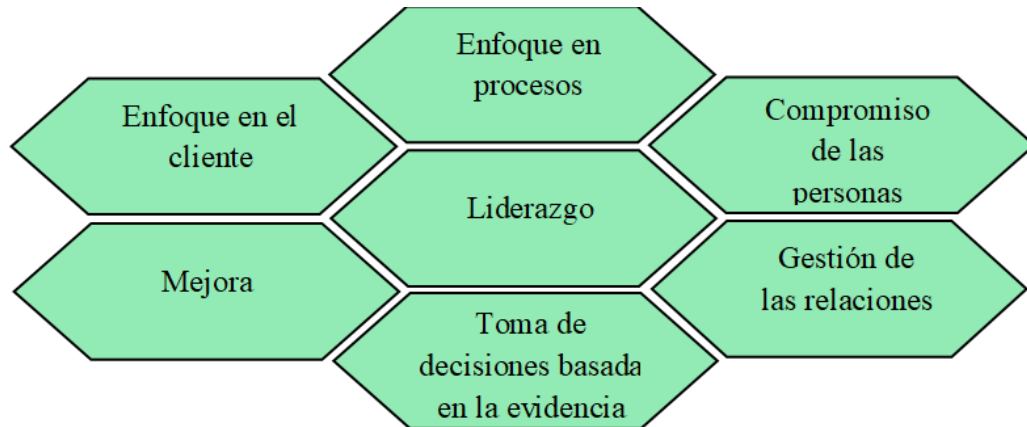 Enfoque en
procesos
Enfoque en el
cliente
Compromiso
de las
personas
Liderazgo
Mejora
Gestión de
las relaciones
Toma de
decisiones basada
en la evidencia